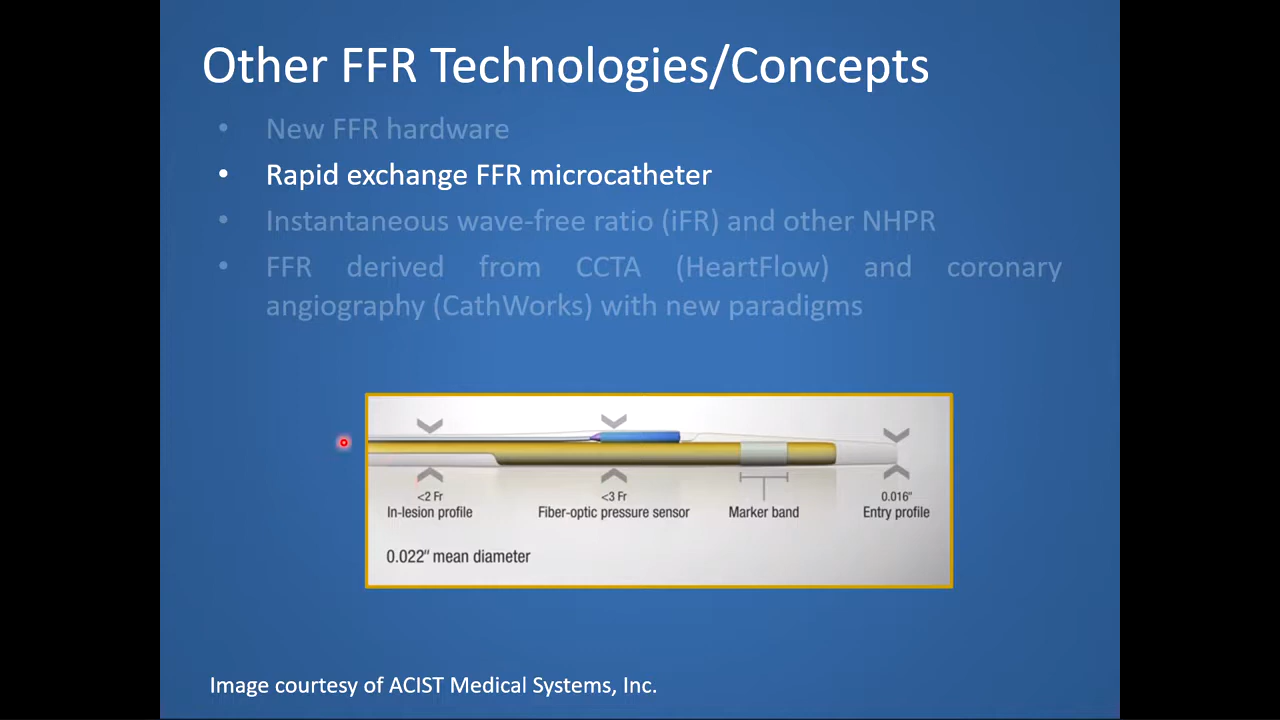 Other FFR Technologies/Concepts
• New FFR hardware
• Rapid exchange FFR microcatheter
• Instantaneous wave-free ratio (iFR) and other NHPR
• FFR derived from CCTA (HeartFlow) and coronary
angiography (CathWorks) with new paradigms
<2 Fr
In-lesion profile
<3 Fr
Fiber-optic pressure sensor
Marker band
0.016"
Entry profile
0.022" mean diameter
Image courtesy of ACIST Medical Systems, Inc.